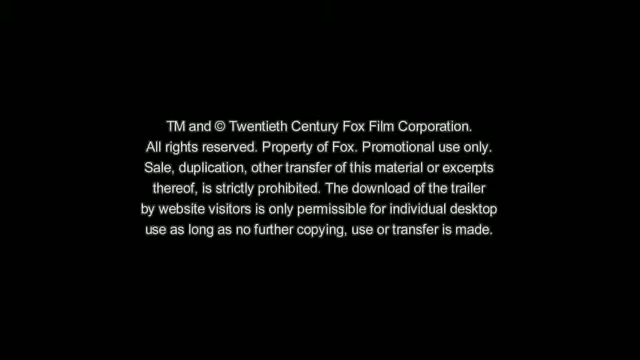 TM and © Twentieth Century Fox Film Corporation.
All rights reserved. Property of Fox. Promotional use only.
Sale, duplication, other transfer of this material or excerpts
thereof, is strictly prohibited. The download of the trailer
by website visitors is only permissible for individual desktop
use as long as no further copying, use or transfer is made.